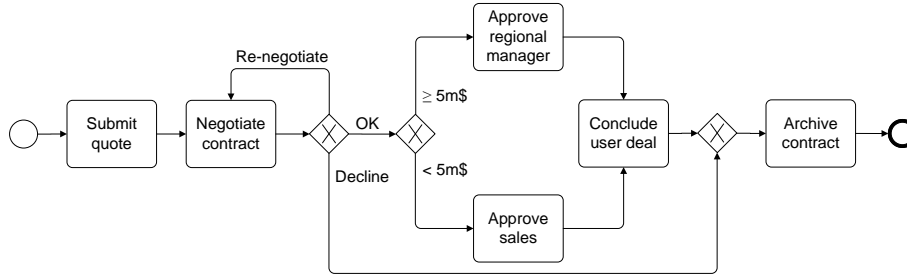 Approve
regional
manager
Re-negotiate
≥ 5m$
Submit
quote
Negotiate
contract
OK
Conclude
user deal
Archive
contract
Decline
< 5m$
Approve
sales